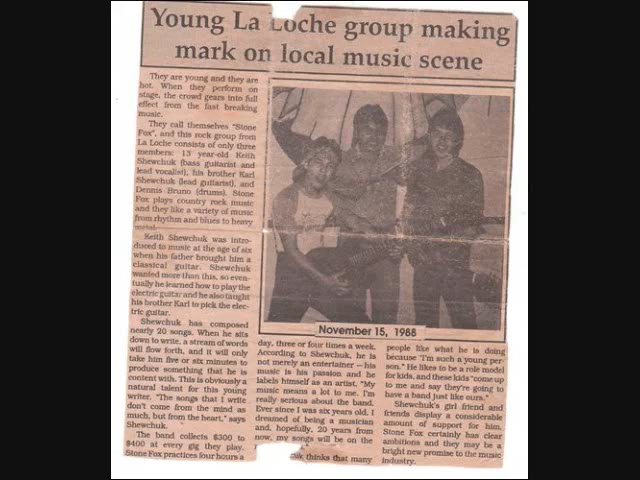 Young La Loche group making
mark on local music scene
They are young and they are
hot. When they perform on
stage, the crowd gears into full
effect from the fast breaking
music.
They call themselves "Stone
Fox", and this rock group from
La Loche consists of only three
members: 15 year-old Keith
Shewchuk (bass guitarist and
lead vocalist), his brother Karl
Shewchuk (lead guitarist), and
Dennis Bruno (drums). Stone
Fox plays country rock music
and they like a variety of music
from rhythm and blues to heavy
Keith Shewchuk was intro-
duced to music at the age of six
when his father brought him a
classical guitar. Shewchuk
wanted more than this, so even-
tually he learned how to play the
electric guitar and he also taught
his brother Karl to pick the elec-
tric guitar.
Shewchuk has composed
nearly 20 songs. When he sits
down to write, a stream of words
will flow forth, and it will only
take him five or six minutes to
produce something that he is
content with. This is obviously a
natural talent for this young
writer. "The songs that I write
don't come from the mind as
much, but from the heart," says
Shewchuk.
The band collects $300 to
$400 at every gig they play.
Stone Fox practices four hours a
November 15, 1988
day, three or four times a week.
According to Shewchuk, he is
not merely an entertainer — his
music is his passion and he
labels himself as an artist. "My
music means a lot to me. I'm
really serious about the band.
Ever since I was six years old, I
dreamed of being a musician
and, hopefully, 20 years from
now, my songs will be on the
thinks that many
people like what he is doing
because "I'm such a young per-
son." He likes to be a role model
for kids, and these kids "come up
to me and say they're going to
have a band just like ours."
Shewchuk's girl friend and
friends display a considerable
amount of support for him.
Stone Fox certainly has clear
ambitions and they may be a
bright new promise to the music
industry.